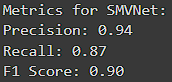 Metrics for SMVNet:
Precision: 0.94
Recall: 0.87
F1 Score: 0.90